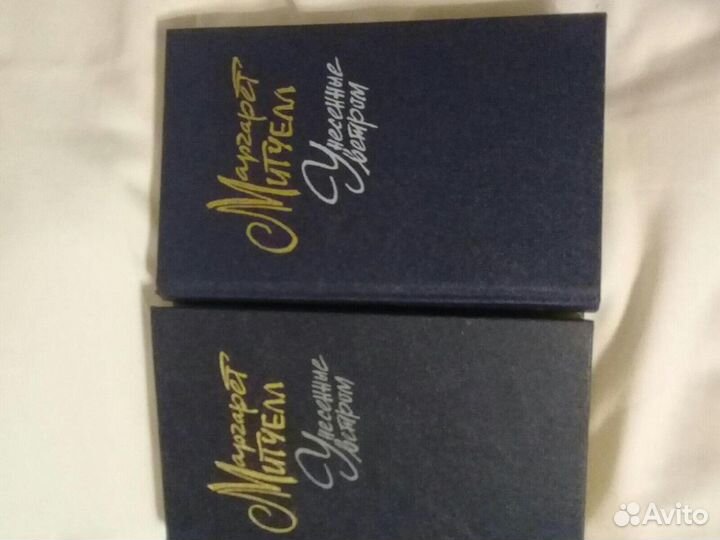 Маргарет
Митчелл
Унесенные
ветром
Маргарет
Митчелл
Унесенные
ветром
Avito